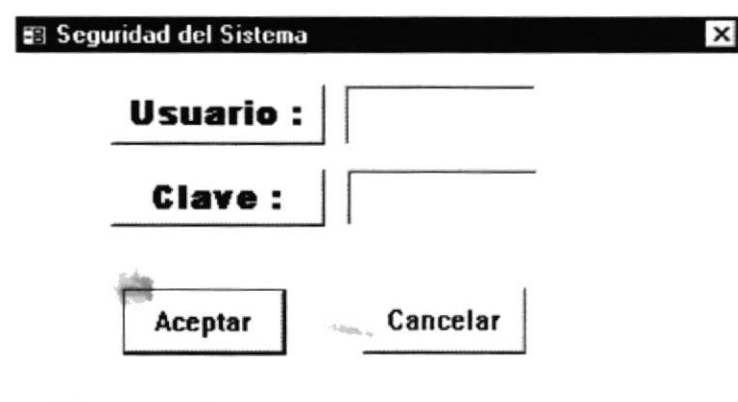 Seguridad del Sistema
Usuario :
Clave :
Aceptar
Cancelar